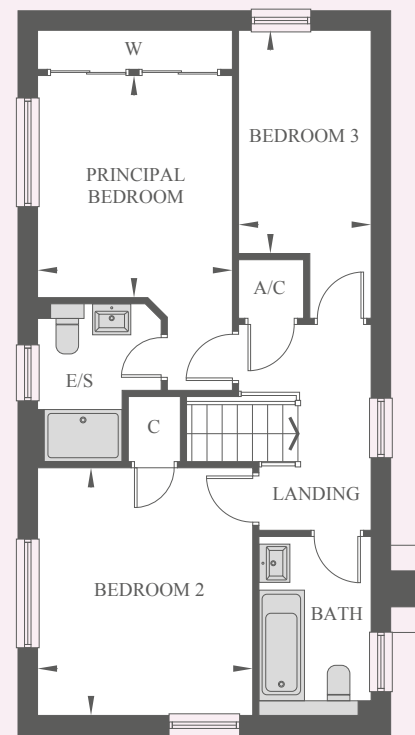 W
BEDROOM 3
PRINCIPAL
BEDROOM
A/C
E/S
C
LANDING
BEDROOM 2
BATH